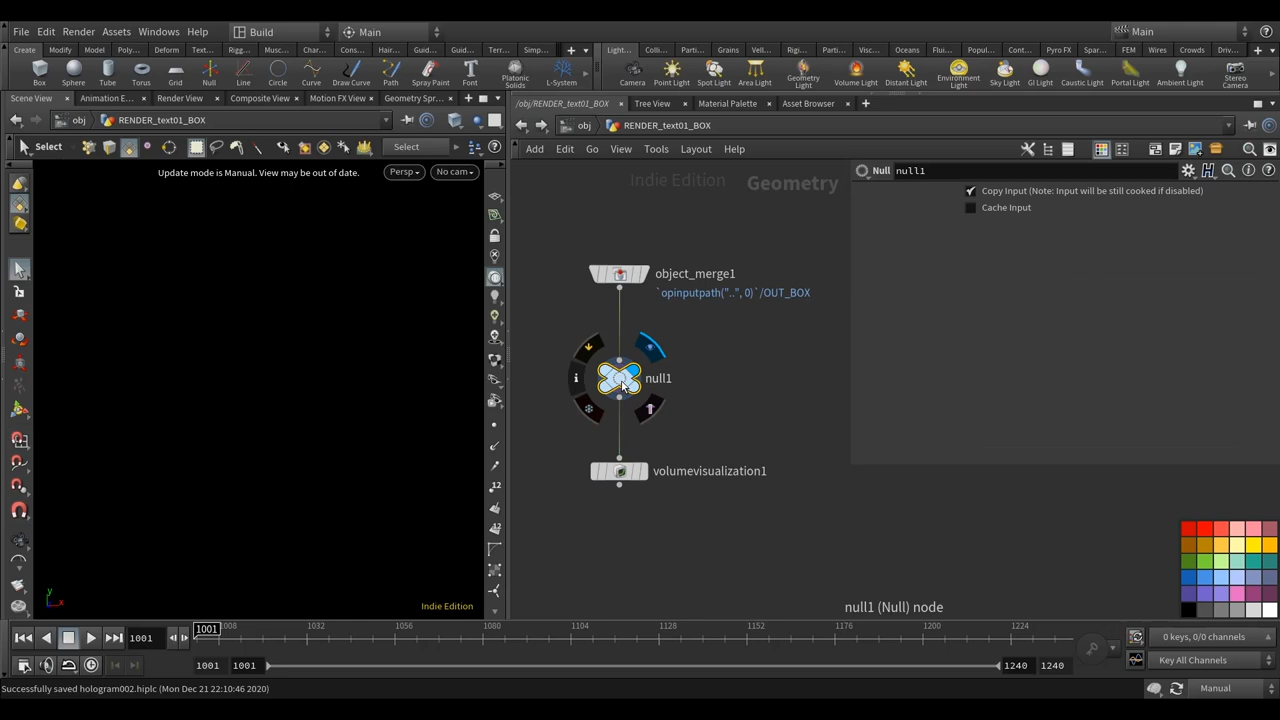 File Edit Render Assets Windows Help Build Main Main
Create Modify Model Poly... Deform Text... Rigg... Musc... Char... Cons... Hair... Guid... Guid... Terr... Simp... Light... Colli... Parti... Grains Vell... Rigi... Parti... Visc... Oceans Flui... Popul... Cont... Pyro FX Spar... FEM Wires Crowds Driv...
Box Sphere Tube Torus Grid Null Line Circle Curve Draw Curve Path Spray Paint Font Platonic Solids L-System Camera Point Light Spot Light Area Light Geometry Light Volume Light Distant Light Environment Light Sky Light GI Light Caustic Light Portal Light Ambient Light Stereo Camera
Scene View Animation E... Render View Composite View Motion FX View Geometry Spr... /obj/RENDER_text01_BOX Tree View Material Palette Asset Browser
obj RENDER_text01_BOX obj RENDER_text01_BOX
Select Select Add Edit Go View Tools Layout Help
Update mode is Manual. View may be out of date. Persp No cam
Indie Edition Geometry
Null null1
Copy Input (Note: Input will be still cooked if disabled)
Cache Input
object_merge1
`opinputpath("..", 0)`/OUT_BOX
null1
volumevisualization1
12
12
y
x
Indie Edition
null1 (Null) node
1001 1001 1008 1032 1056 1080 1104 1128 1152 1176 1200 1224 0 keys, 0/0 channels
1001 1001 1240 1240 Key All Channels
Successfully saved hologram002.hiplc (Mon Dec 21 22:10:46 2020) Manual